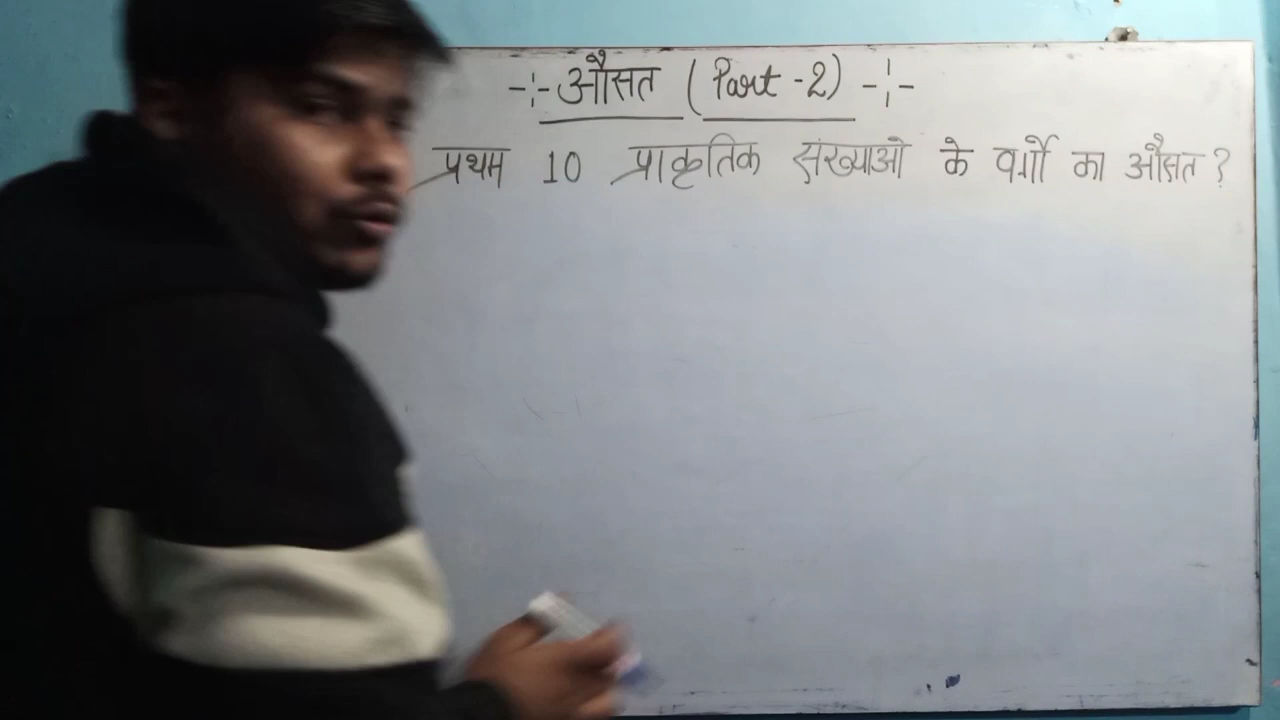 -:- औसत (Part -2) -:-
प्रथम 10 प्राकृतिक संख्याओ के वर्गों का औसत ?